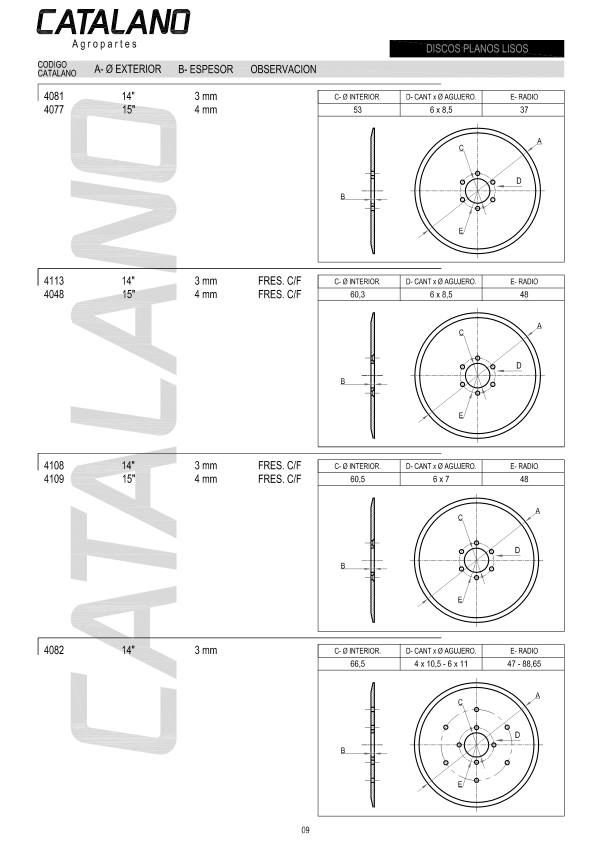 CATALANO
Agropartes
DISCOS PLANOS LISOS
CODIGO CATALANO A- Ø EXTERIOR B- ESPESOR OBSERVACION
4081 14" 3 mm
4077 15" 4 mm
C- Ø INTERIOR. D- CANT x Ø AGUJERO. E- RADIO
53 6 x 8,5 37
A
C
D
B
E
4113 14" 3 mm FRES. C/F
4048 15" 4 mm FRES. C/F
C- Ø INTERIOR. D- CANT x Ø AGUJERO. E- RADIO
60,3 6 x 8,5 48
A
C
D
B
E
4108 14" 3 mm FRES. C/F
4109 15" 4 mm FRES. C/F
C- Ø INTERIOR. D- CANT x Ø AGUJERO. E- RADIO
60,5 6 x 7 48
A
C
D
B
E
4082 14" 3 mm
C- Ø INTERIOR. D- CANT x Ø AGUJERO. E- RADIO
66,5 4 x 10,5 - 6 x 11 47 - 88,65
A
C
D
B
E
CATALANO
09